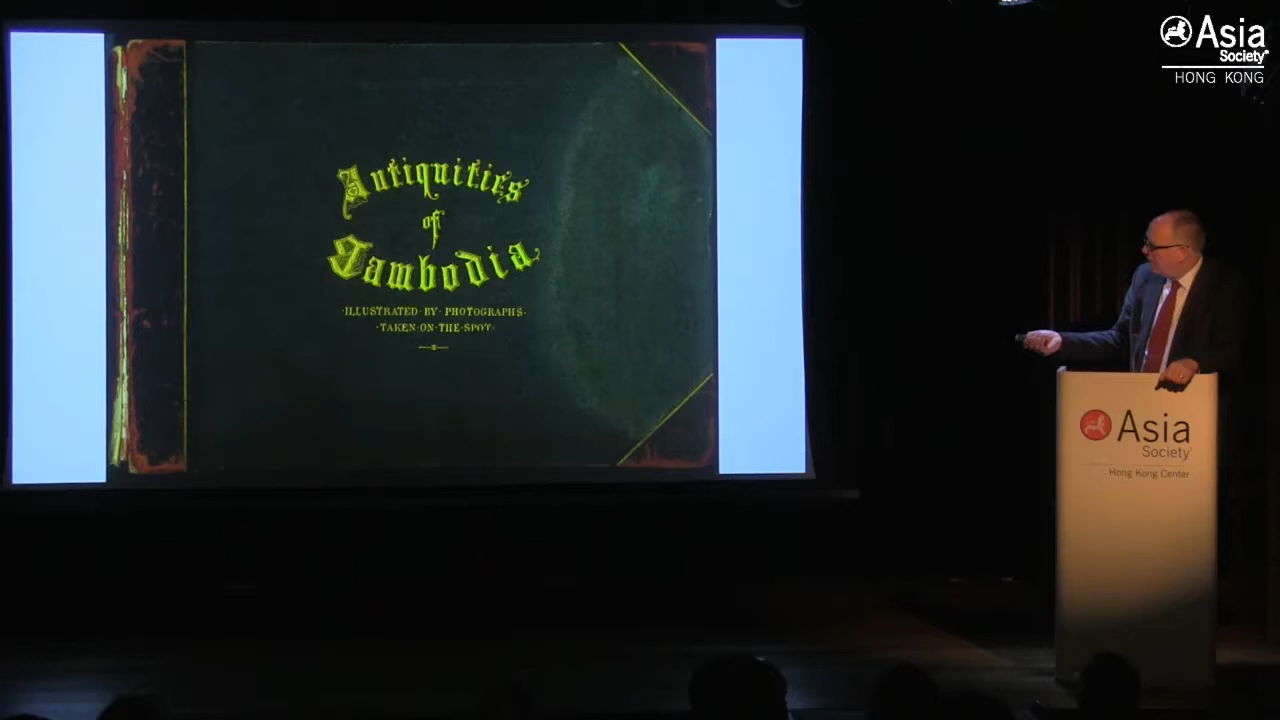 Antiquities
of
Cambodia
·ILLUSTRATED·BY·PHOTOGRAPHS·
·TAKEN·ON·THE·SPOT·
Asia
Society
HONG KONG
Asia
Society
Hong Kong Center